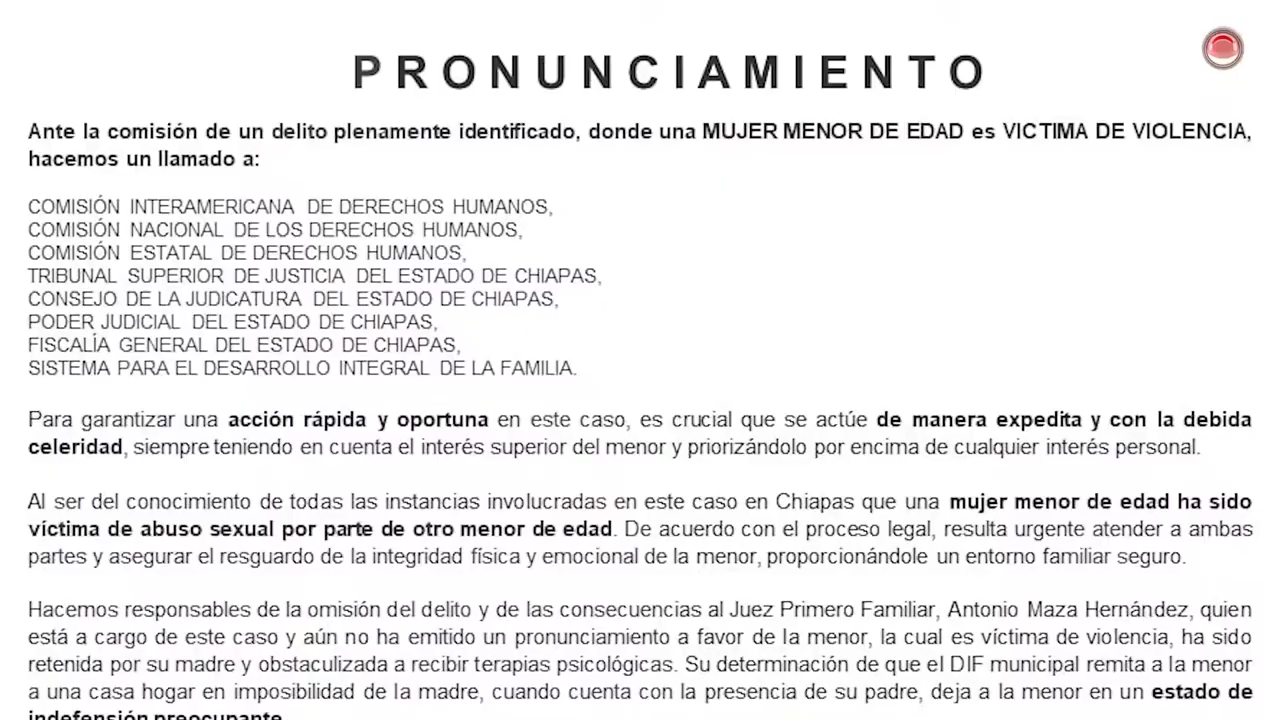 PRONUNCIAMIENTO
Ante la comisión de un delito plenamente identificado, donde una MUJER MENOR DE EDAD es VICTIMA DE VIOLENCIA,
hacemos un llamado a:
COMISIÓN INTERAMERICANA DE DERECHOS HUMANOS,
COMISIÓN NACIONAL DE LOS DERECHOS HUMANOS,
COMISIÓN ESTATAL DE DERECHOS HUMANOS,
TRIBUNAL SUPERIOR DE JUSTICIA DEL ESTADO DE CHIAPAS,
CONSEJO DE LA JUDICATURA DEL ESTADO DE CHIAPAS,
PODER JUDICIAL DEL ESTADO DE CHIAPAS,
FISCALÍA GENERAL DEL ESTADO DE CHIAPAS,
SISTEMA PARA EL DESARROLLO INTEGRAL DE LA FAMILIA.
Para garantizar una acción rápida y oportuna en este caso, es crucial que se actúe de manera expedita y con la debida
celeridad, siempre teniendo en cuenta el interés superior del menor y priorizándolo por encima de cualquier interés personal.
Al ser del conocimiento de todas las instancias involucradas en este caso en Chiapas que una mujer menor de edad ha sido
víctima de abuso sexual por parte de otro menor de edad. De acuerdo con el proceso legal, resulta urgente atender a ambas
partes y asegurar el resguardo de la integridad física y emocional de la menor, proporcionándole un entorno familiar seguro.
Hacemos responsables de la omisión del delito y de las consecuencias al Juez Primero Familiar, Antonio Maza Hernández, quien
está a cargo de este caso y aún no ha emitido un pronunciamiento a favor de la menor, la cual es víctima de violencia, ha sido
retenida por su madre y obstaculizada a recibir terapias psicológicas. Su determinación de que el DIF municipal remita a la menor
a una casa hogar en imposibilidad de la madre, cuando cuenta con la presencia de su padre, deja a la menor en un estado de
indefensión preocupante.